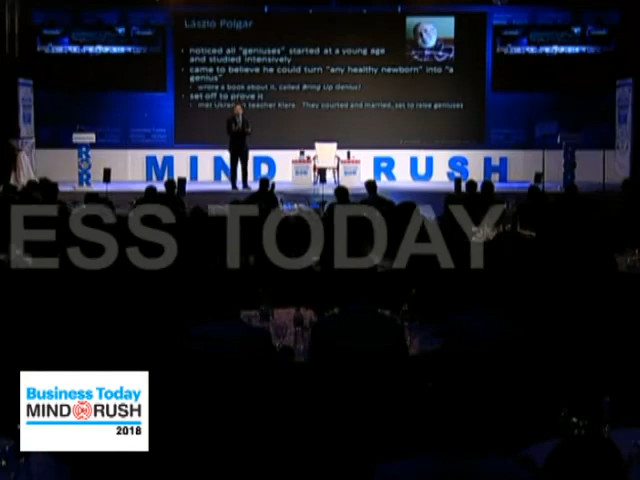 László Polgár
• noticed all "geniuses" started at a young age
and studied intensively
• came to believe he could turn "any healthy newborn" into "a
genius"
• wrote a book about it, called Bring Up Genius!
• set off to prove it
• met Ukrainian teacher Klara. They courted and married, set to raise geniuses
MIND RUSH
ESS TODAY
Business Today
MIND RUSH
2018